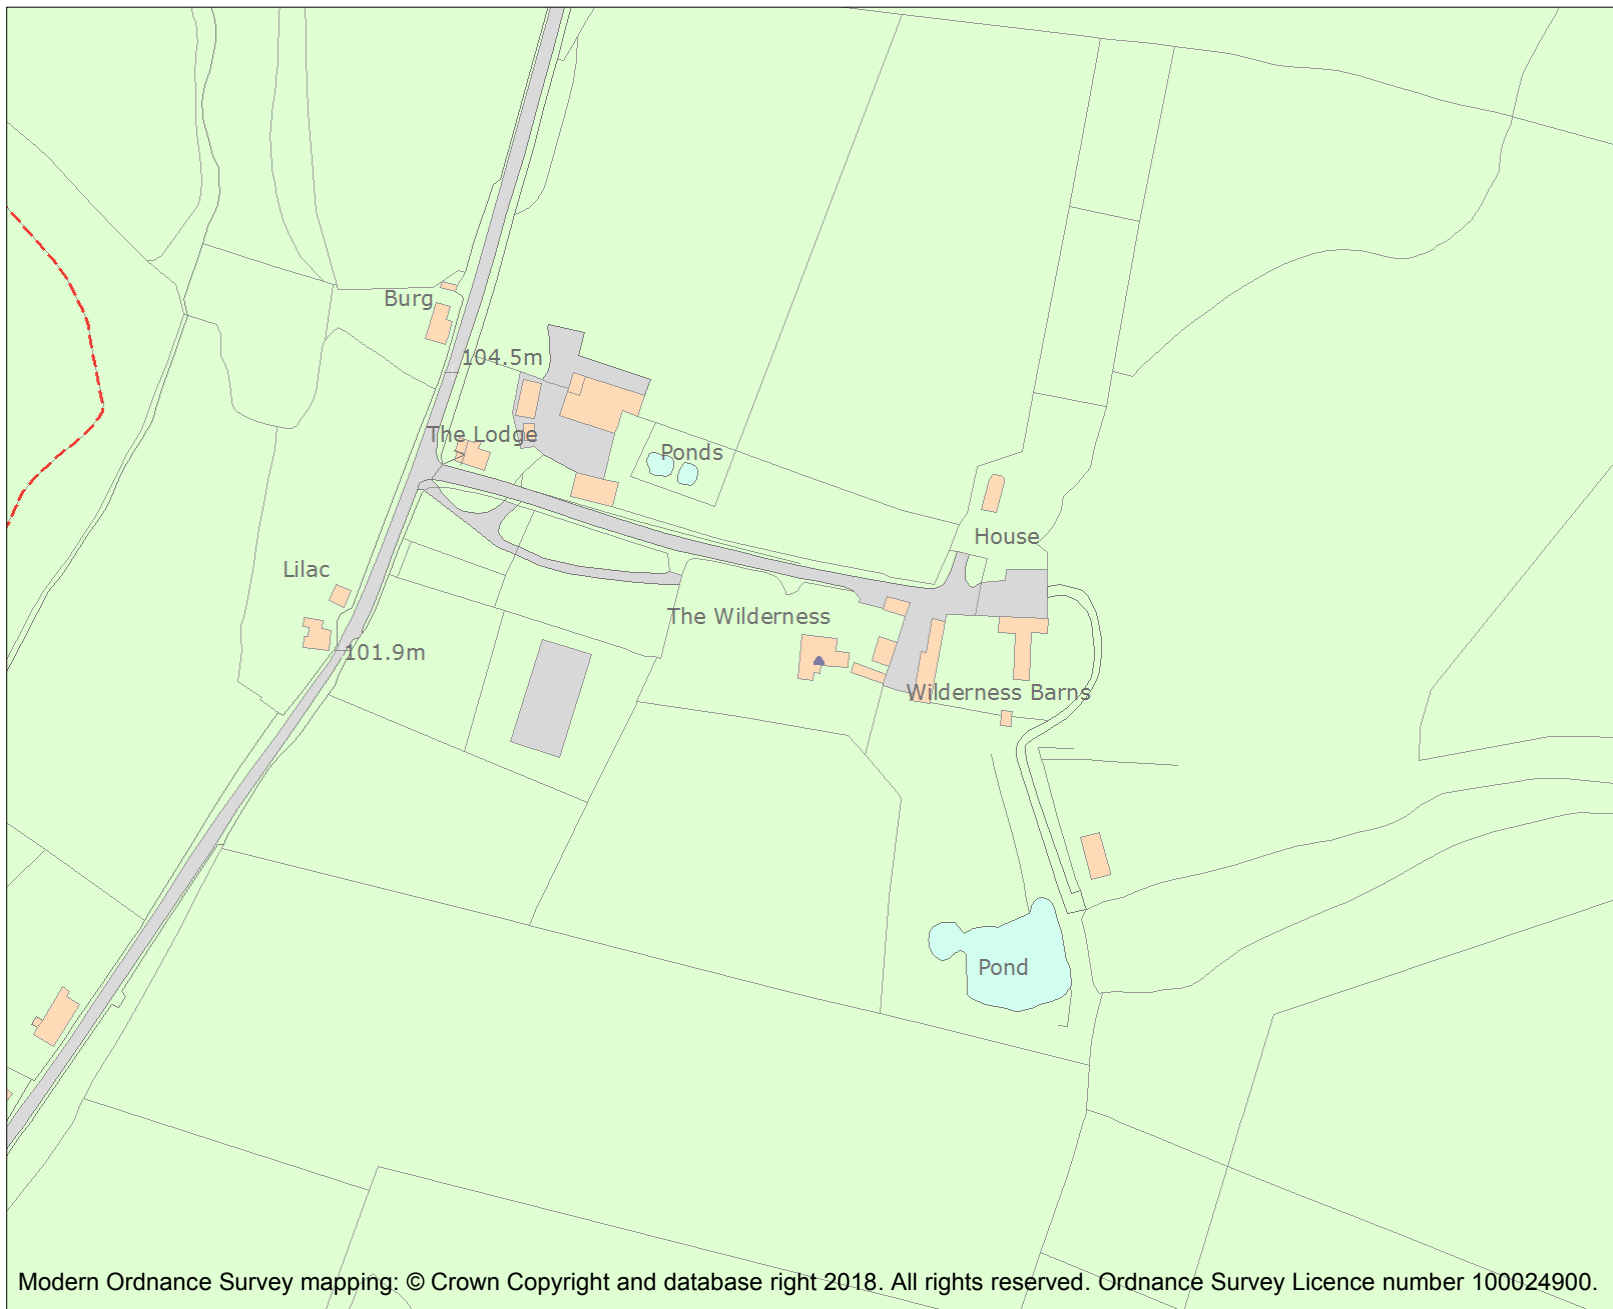 Burg
104.5m
The Lodge
Ponds
House
Lilac
The Wilderness
101.9m
Wilderness Barns
Pond
Modern Ordnance Survey mapping: © Crown Copyright and database right 2018. All rights reserved. Ordnance Survey Licence number 100024900.